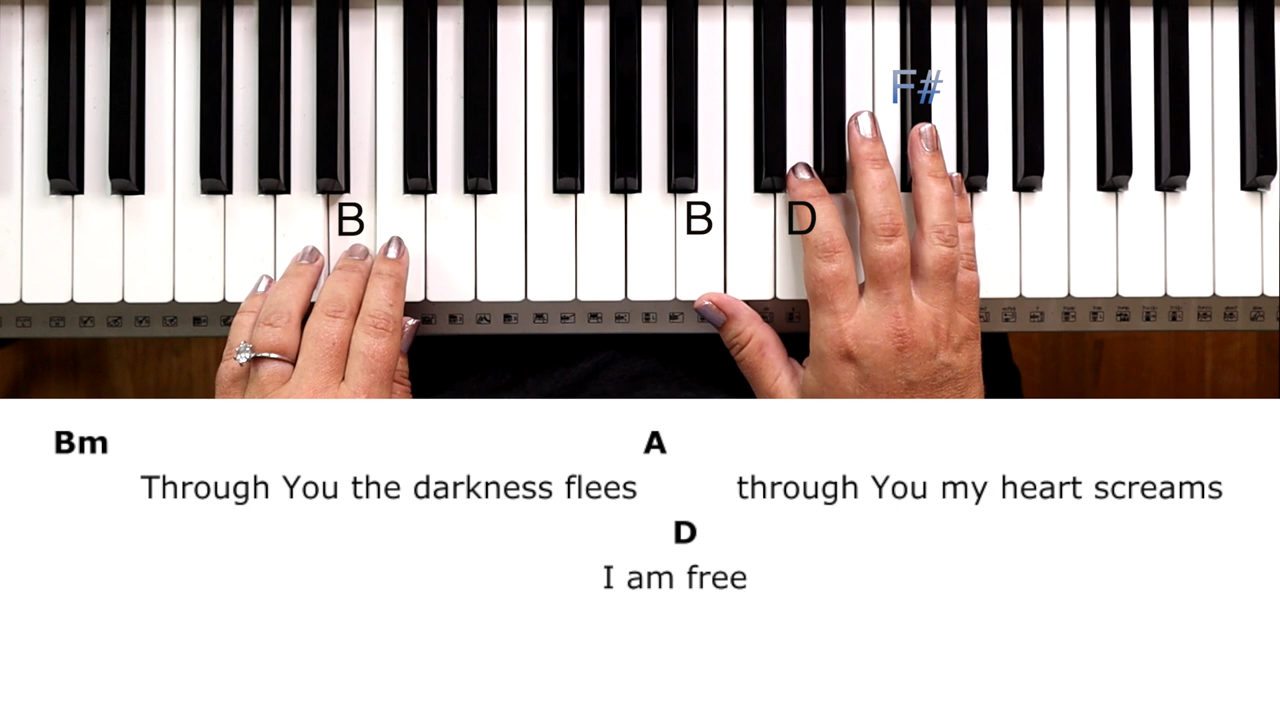 F#
B B D
Bm A
Through You the darkness flees through You my heart screams
D
I am free